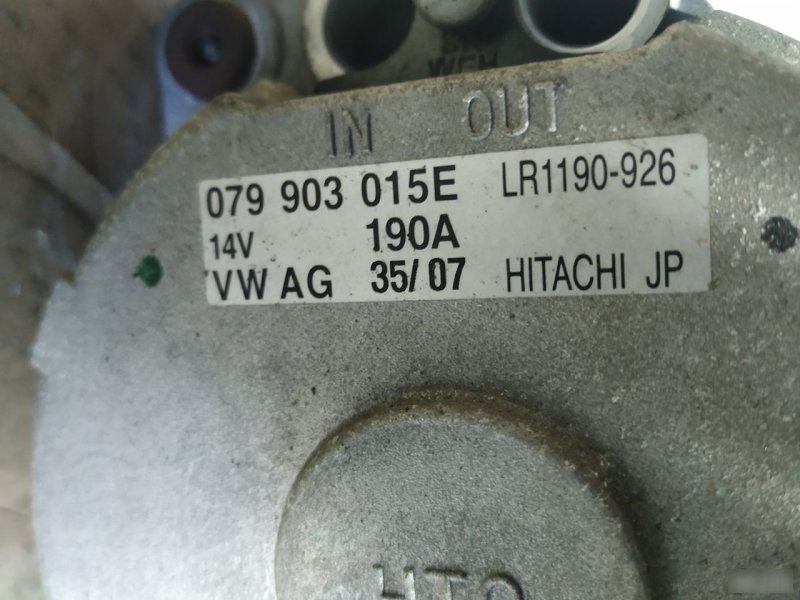 IN OUT
079 903 015E LR1190-926
14V 190A
VW AG 35/07 HITACHI JP